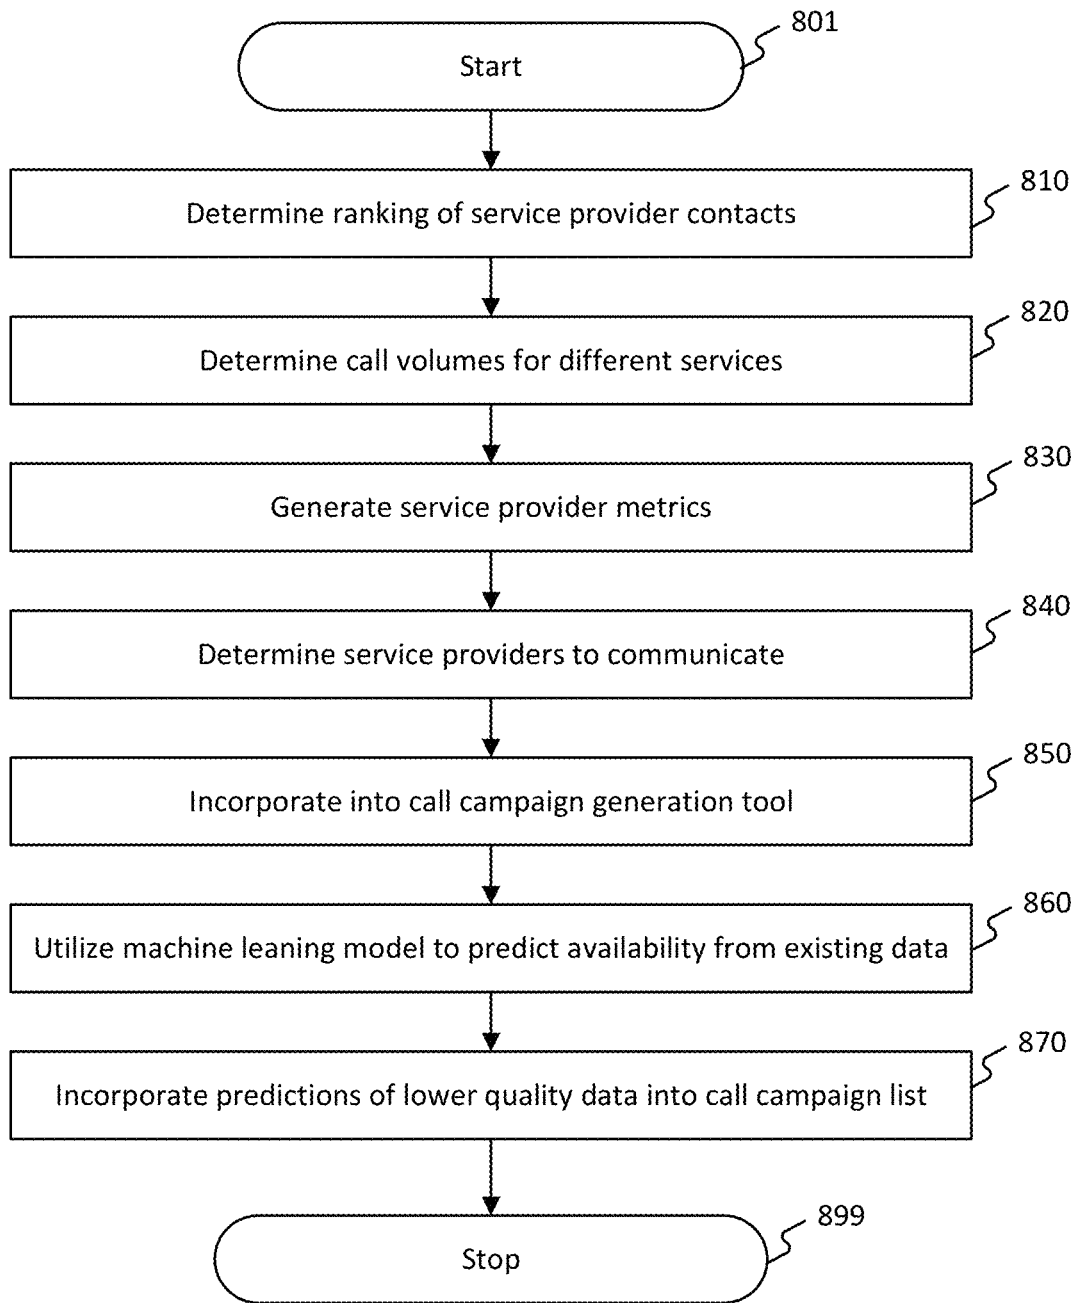 801
Start
810
Determine ranking of service provider contacts
820
Determine call volumes for different services
830
Generate service provider metrics
840
Determine service providers to communicate
850
Incorporate into call campaign generation tool
860
Utilize machine leaning model to predict availability from existing data
870
Incorporate predictions of lower quality data into call campaign list
899
Stop